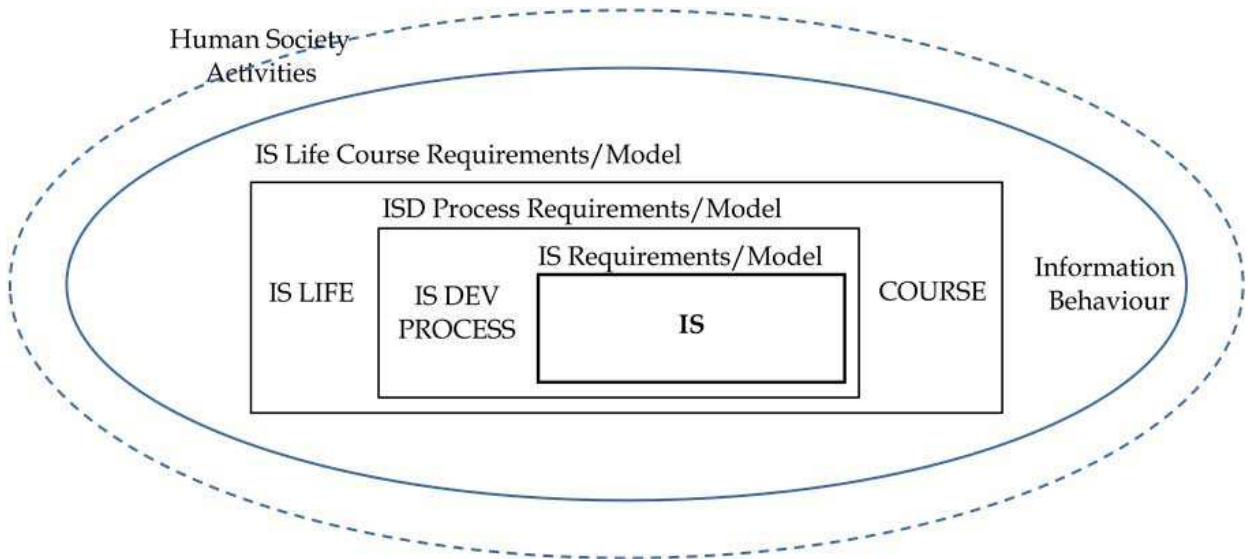 Human Society
Activities
IS Life Course Requirements/Model
ISD Process Requirements/Model
IS Requirements/Model
IS LIFE
IS DEV
PROCESS
IS
COURSE
Information
Behaviour